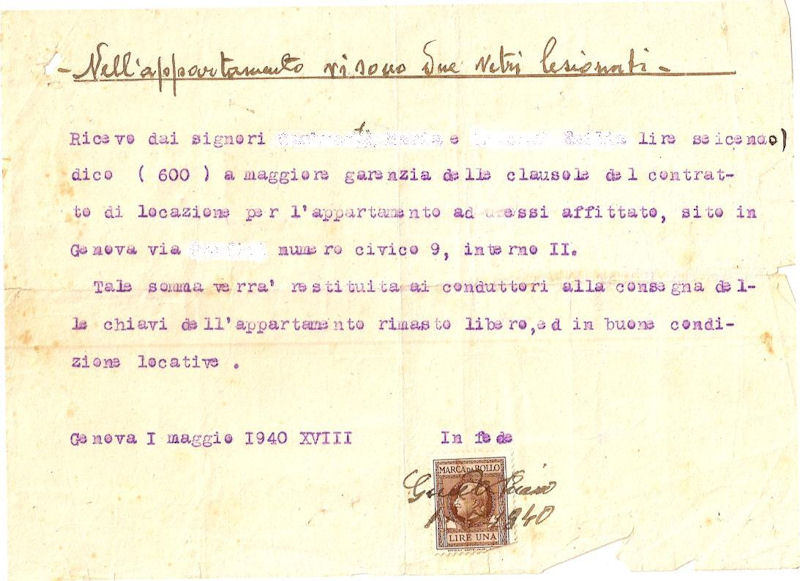 - Nell'appartamento vi sono due vetri lesionati -
Ricevo dai signori e lire seicendo)
dico ( 600 ) a maggiore garenzia delle clausole del contrat-
to di locazione per l'appartamento ad essi affittato, sito in
Genova via numero civico 9, interno II.
Tale somma verra' restituita ai conduttori alla consegna del-
le chiavi dell'appartamento rimasto libero,ed in buone condi-
zione locative .
Genova I maggio 1940 XVIII In fede
MARCA DA BOLLO
1940
LIRE UNA